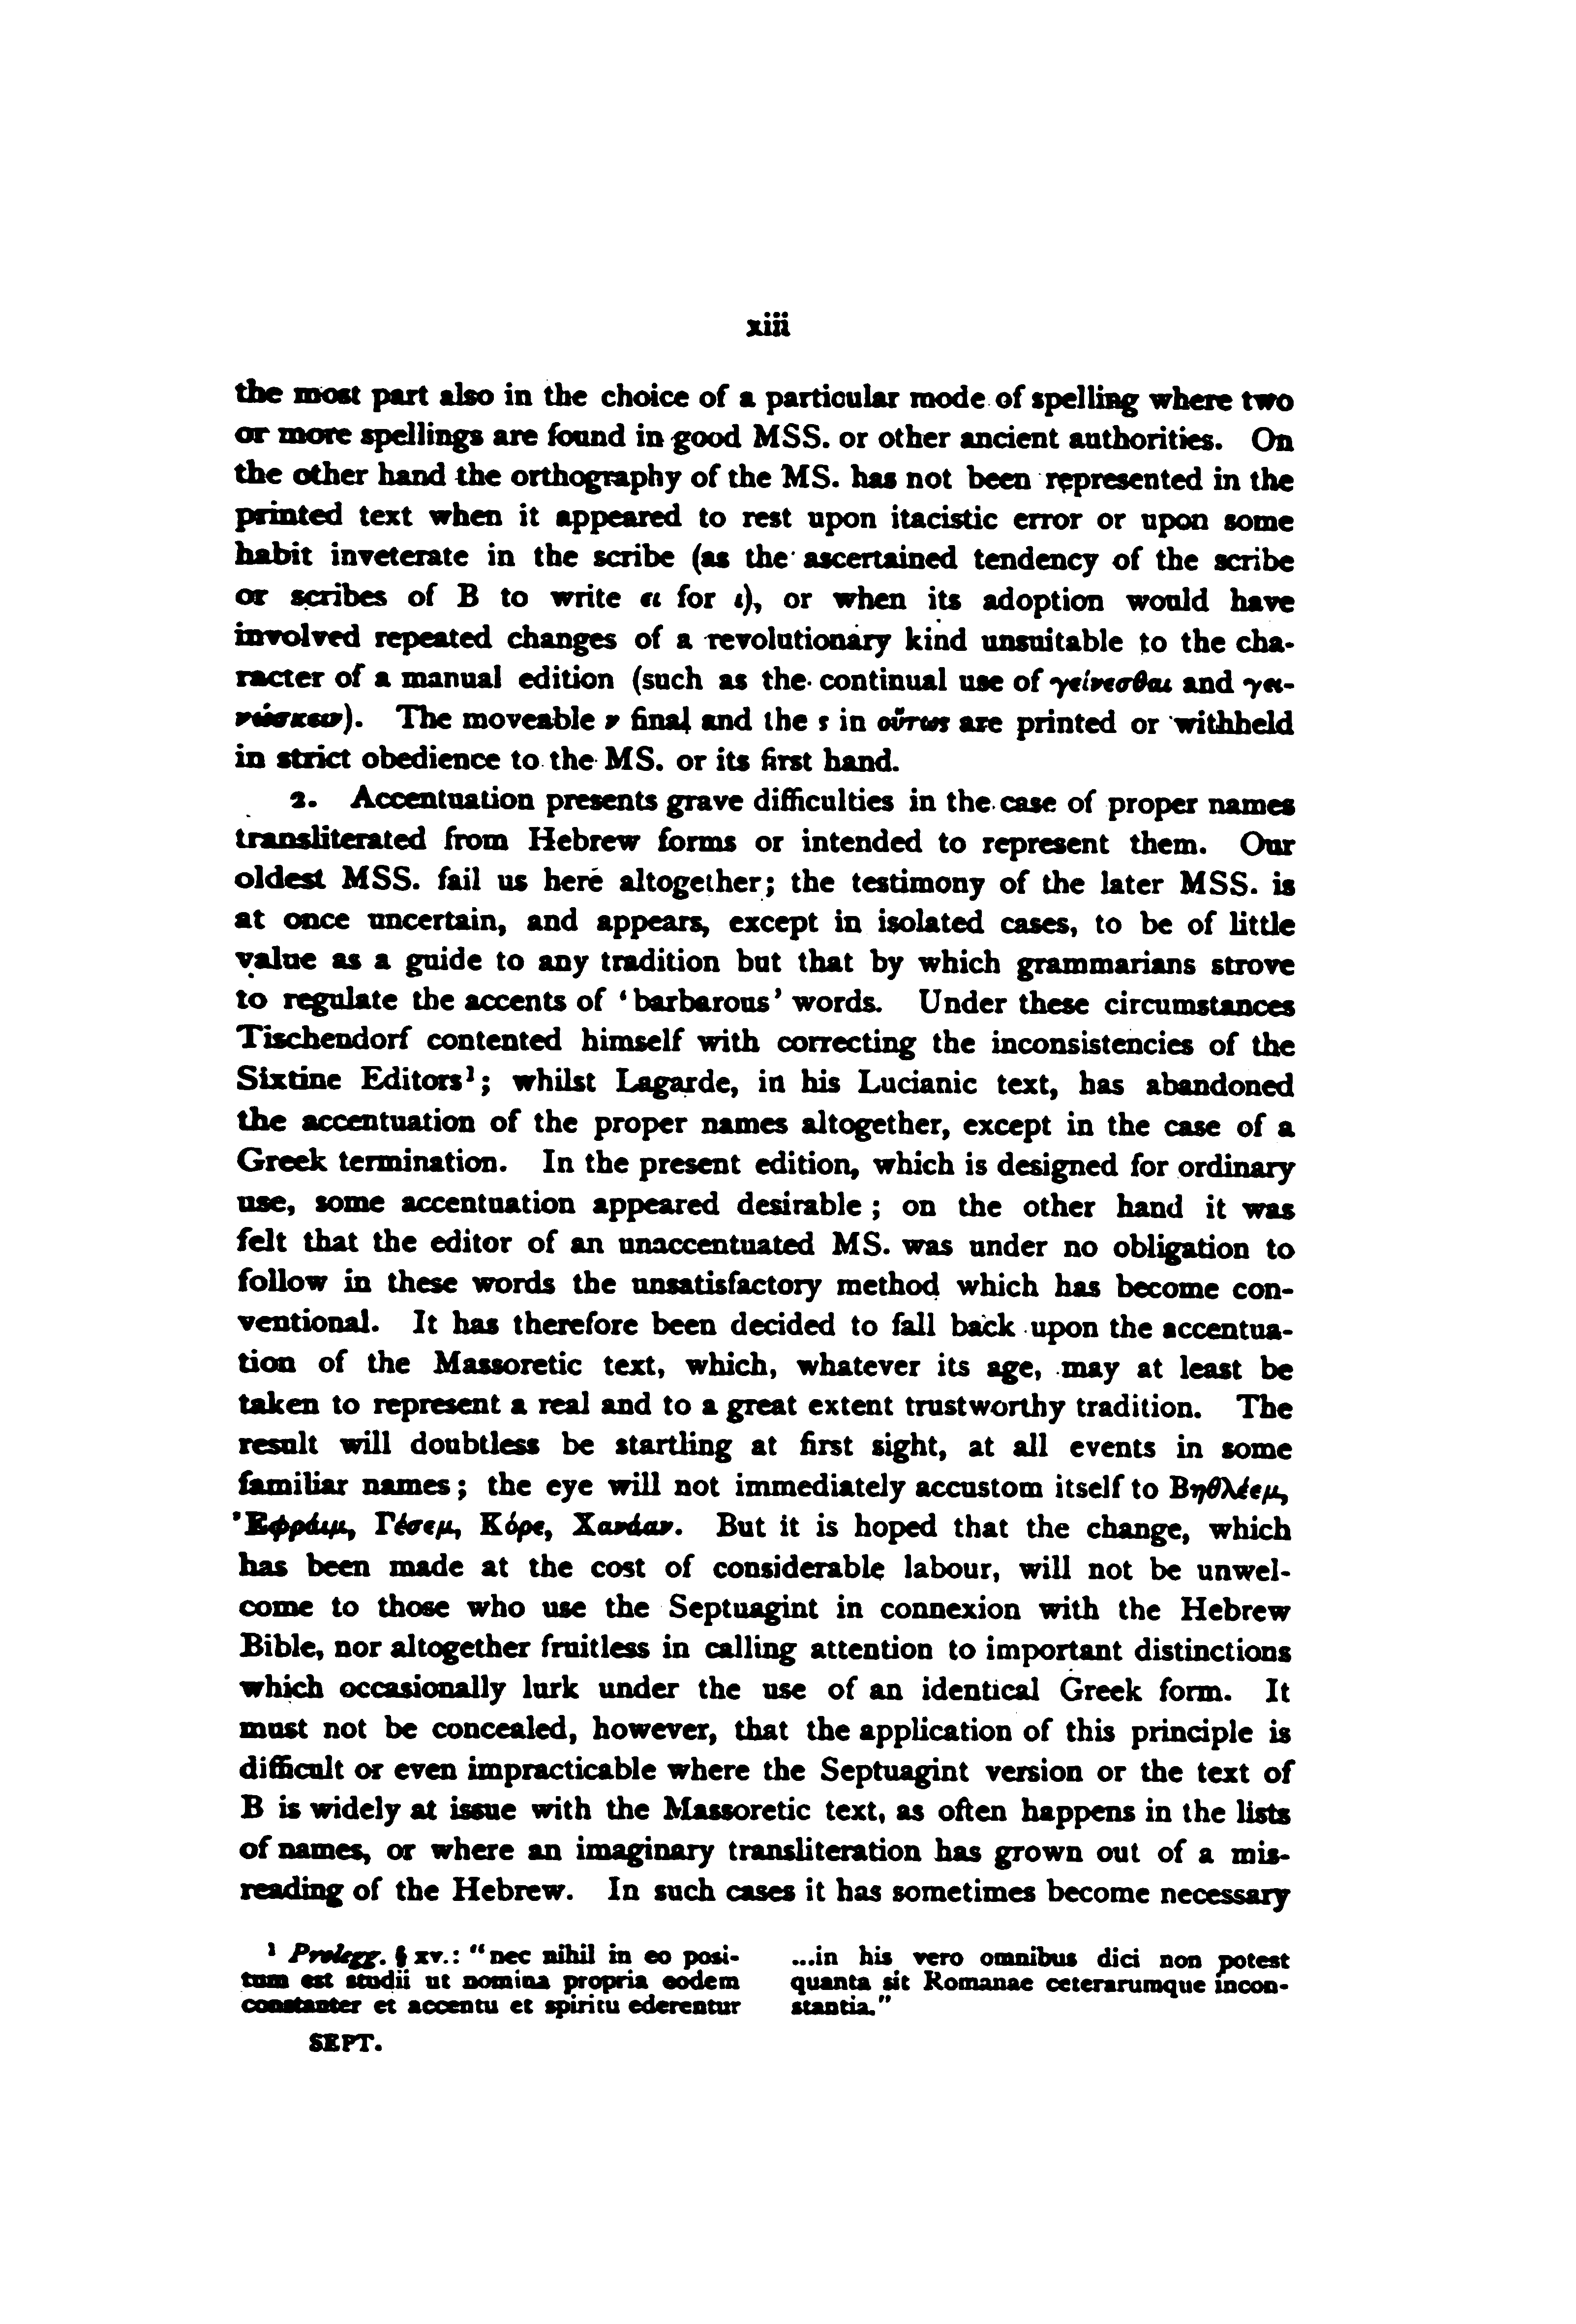 xiii
the most part also in the choice of a particular mode of spelling where two
or more spellings are found in good MSS. or other ancient authorities. On
the other hand the orthography of the MS. has not been represented in the
printed text when it appeared to rest upon itacistic error or upon some
habit inveterate in the scribe (as the ascertained tendency of the scribe
or scribes of B to write ει for ι), or when its adoption would have
involved repeated changes of a revolutionary kind unsuitable to the cha-
racter of a manual edition (such as the continual use of γείνεσθαι and γει-
νώσκειν). The moveable ν final and the ς in οὕτως are printed or withheld
in strict obedience to the MS. or its first hand.
2. Accentuation presents grave difficulties in the case of proper names
transliterated from Hebrew forms or intended to represent them. Our
oldest MSS. fail us here altogether; the testimony of the later MSS. is
at once uncertain, and appears, except in isolated cases, to be of little
value as a guide to any tradition but that by which grammarians strove
to regulate the accents of ‘barbarous’ words. Under these circumstances
Tischendorf contented himself with correcting the inconsistencies of the
Sixtine Editors¹; whilst Lagarde, in his Lucianic text, has abandoned
the accentuation of the proper names altogether, except in the case of a
Greek termination. In the present edition, which is designed for ordinary
use, some accentuation appeared desirable; on the other hand it was
felt that the editor of an unaccentuated MS. was under no obligation to
follow in these words the unsatisfactory method which has become con-
ventional. It has therefore been decided to fall back upon the accentua-
tion of the Massoretic text, which, whatever its age, may at least be
taken to represent a real and to a great extent trustworthy tradition. The
result will doubtless be startling at first sight, at all events in some
familiar names; the eye will not immediately accustom itself to Βηθλέεμ,
Ἐφράιμ, Γέσεμ, Κόρε, Χανάαν. But it is hoped that the change, which
has been made at the cost of considerable labour, will not be unwel-
come to those who use the Septuagint in connexion with the Hebrew
Bible, nor altogether fruitless in calling attention to important distinctions
which occasionally lurk under the use of an identical Greek form. It
must not be concealed, however, that the application of this principle is
difficult or even impracticable where the Septuagint version or the text of
B is widely at issue with the Massoretic text, as often happens in the lists
of names, or where an imaginary transliteration has grown out of a mis-
reading of the Hebrew. In such cases it has sometimes become necessary
¹ Prolegg. § xv.: “nec nihil in eo posi-
tum est studii ut nomina propria eodem
constanter et accentu et spiritu ederentur
...in his vero omnibus dici non potest
quanta sit Romanae ceterarumque incon-
stantia.”
SEPT.